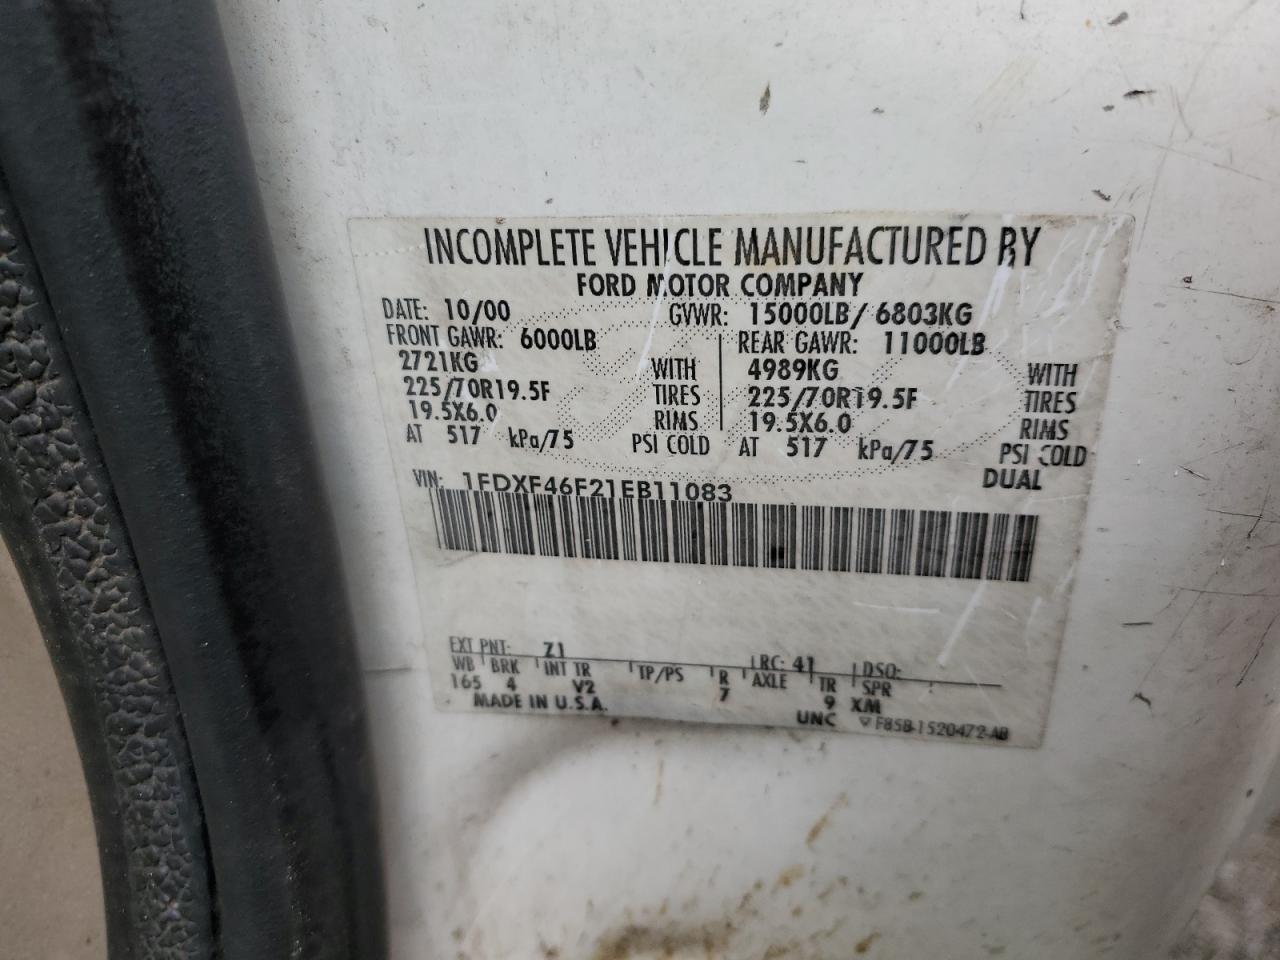 INCOMPLETE VEHICLE MANUFACTURED BY
FORD MOTOR COMPANY
DATE: 10/00 GVWR: 15000LB/ 6803KG
FRONT GAWR: 6000LB REAR GAWR: 11000LB
2721KG WITH 4989KG WITH
225/70R19.5F TIRES 225/70R19.5F TIRES
19.5X6.0 RIMS 19.5X6.0 RIMS
AT 517 kPa/75 PSI COLD AT 517 kPa/75 PSI COLD
DUAL
VIN: 1FDXF46F21EB11083
EXT PNT: Z1 RC: 41 DSO:
WB BRK INT TR TP/PS R AXLE TR SPR
165 4 V2 7 9 XM
MADE IN U.S.A.
UNC F85B-1520472-AB